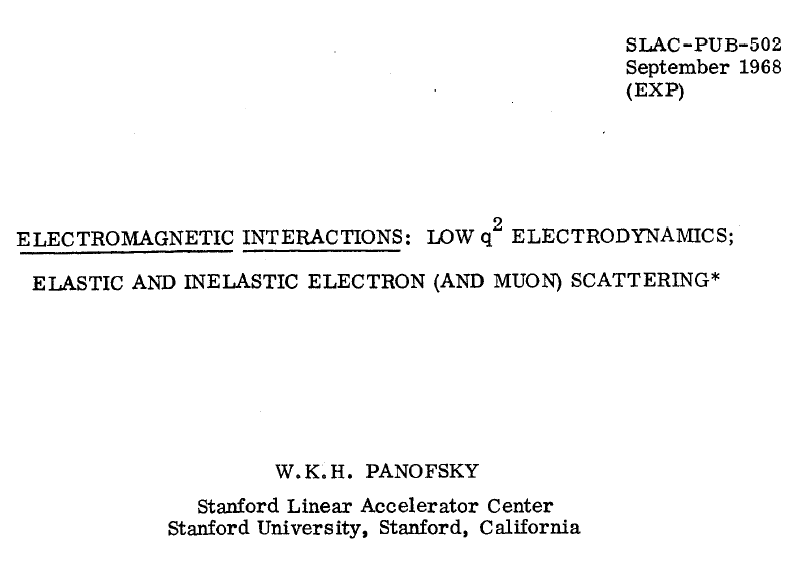 SLAC-PUB-502
September 1968
(EXP)
ELECTROMAGNETIC INTERACTIONS: LOW q² ELECTRODYNAMICS;
ELASTIC AND INELASTIC ELECTRON (AND MUON) SCATTERING*
W.K.H. PANOFSKY
Stanford Linear Accelerator Center
Stanford University, Stanford, California